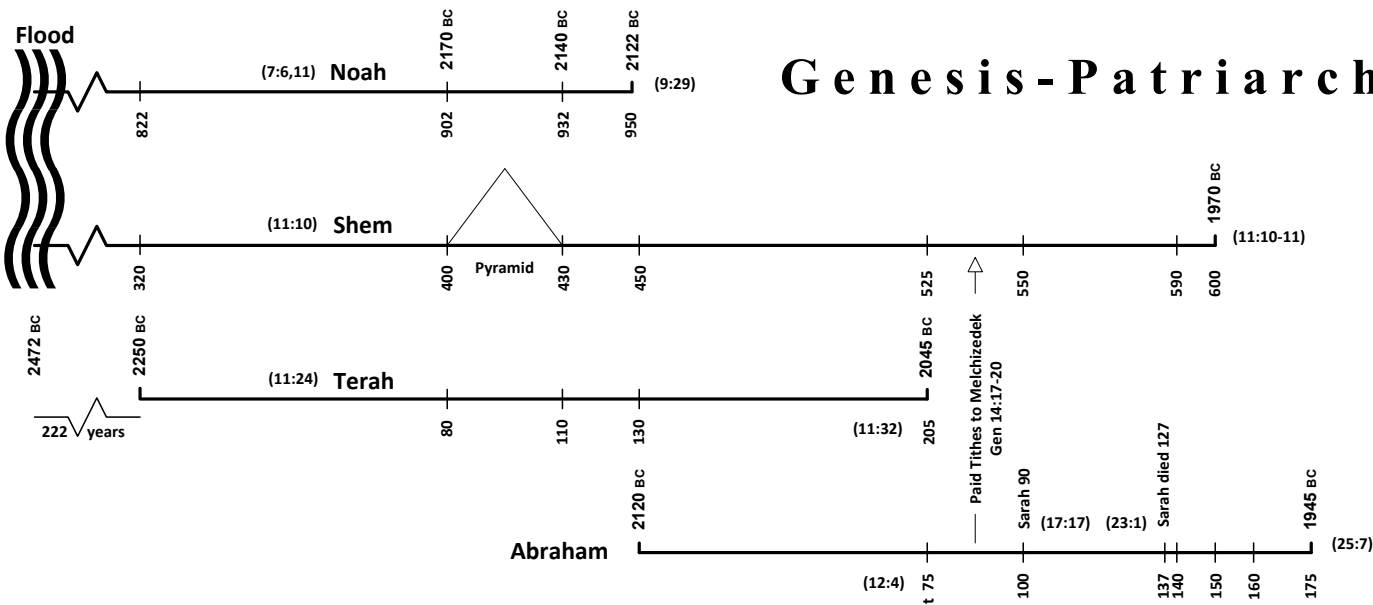 Flood
2170 BC
2140 BC
2122 BC
(7:6,11) Noah
(9:29)
Genesis-Patriarch
822
902
932
950
1970 BC
(11:10) Shem
(11:10-11)
Pyramid
320
400
430
450
525
550
590
600
2472 BC
2250 BC
2045 BC
(11:24) Terah
222 years
80
110
130
(11:32)
205
Paid Tithes to Melchizedek
Gen 14:17-20
2120 BC
Sarah 90
(17:17)
(23:1)
Sarah died 127
1945 BC
Abraham
(25:7)
(12:4)
75
100
137
140
150
160
175